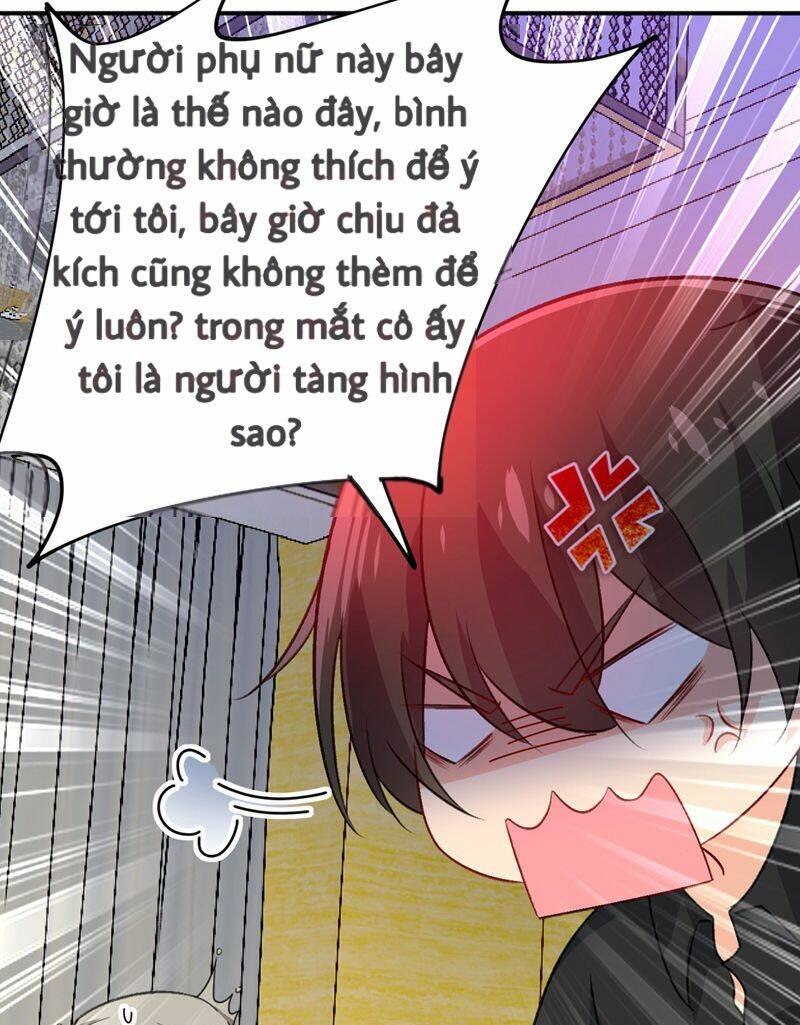 Người phụ nữ này bây
giờ là thế nào đây, bình
thường không thích để ý
tới tôi, bây giờ chịu đả
kích cũng không thèm để
ý luôn? trong mắt cô ấy
tôi là người tàng hình
sao?